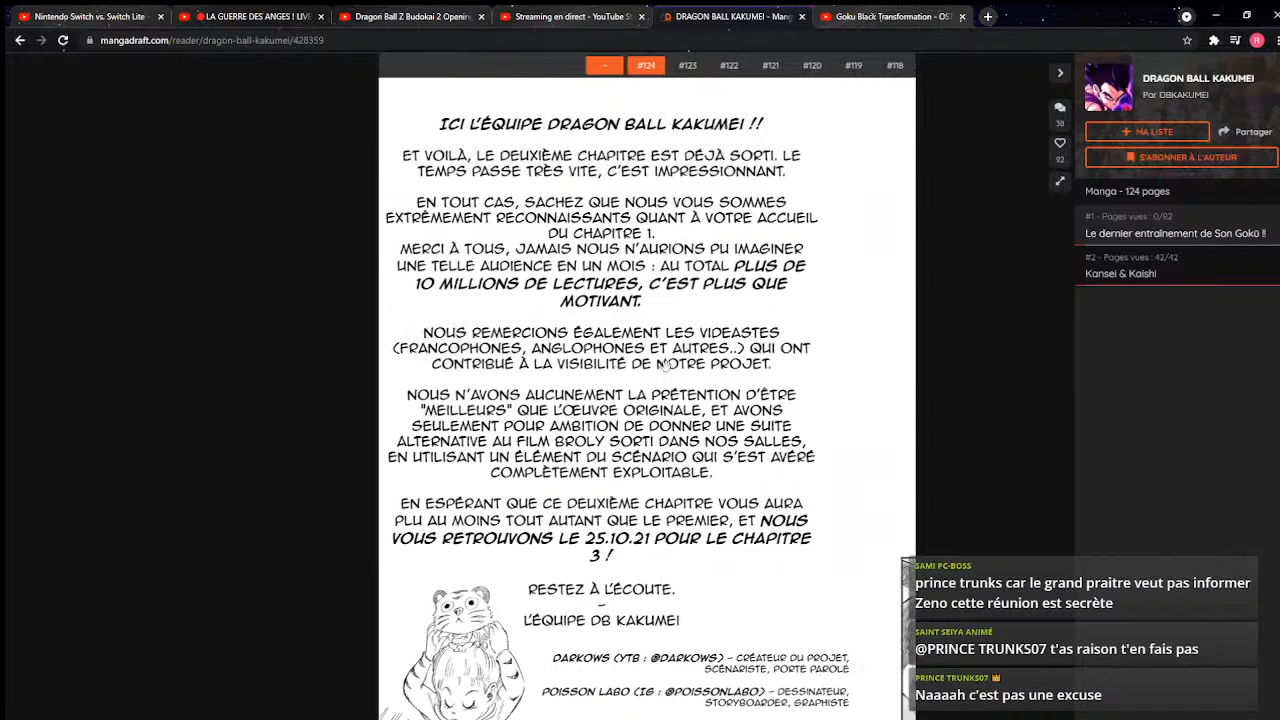 Nintendo Switch vs. Switch Lite -
LA GUERRE DES ANGES ! LIVE
Dragon Ball Z Budokai 2 Opening
Streaming en direct - YouTube S
DRAGON BALL KAKUMEI - Mang
Goku Black Transformation - OS
mangadraft.com/reader/dragon-ball-kakumei/428359
R
- #124 #123 #122 #121 #120 #119 #118
ICI L'ÉQUIPE DRAGON BALL KAKUMEI !!
ET VOILÀ, LE DEUXIÈME CHAPITRE EST DÉJÀ SORTI. LE
TEMPS PASSE TRÈS VITE, C'EST IMPRESSIONNANT.
EN TOUT CAS, SACHEZ QUE NOUS VOUS SOMMES
EXTRÊMEMENT RECONNAISSANTS QUANT À VOTRE ACCUEIL
DU CHAPITRE 1.
MERCI À TOUS, JAMAIS NOUS N'AURIONS PU IMAGINER
UNE TELLE AUDIENCE EN UN MOIS : AU TOTAL PLUS DE
10 MILLIONS DE LECTURES, C'EST PLUS QUE
MOTIVANT.
NOUS REMERCIONS ÉGALEMENT LES VIDEASTES
(FRANCOPHONES, ANGLOPHONES ET AUTRES..) QUI ONT
CONTRIBUÉ À LA VISIBILITÉ DE NOTRE PROJET.
NOUS N'AVONS AUCUNEMENT LA PRÉTENTION D'ÊTRE
"MEILLEURS" QUE L'ŒUVRE ORIGINALE, ET AVONS
SEULEMENT POUR AMBITION DE DONNER UNE SUITE
ALTERNATIVE AU FILM BROLY SORTI DANS NOS SALLES,
EN UTILISANT UN ÉLÉMENT DU SCÉNARIO QUI S'EST AVÉRÉ
COMPLÈTEMENT EXPLOITABLE.
EN ESPÉRANT QUE CE DEUXIÈME CHAPITRE VOUS AURA
PLU AU MOINS TOUT AUTANT QUE LE PREMIER, ET NOUS
VOUS RETROUVONS LE 25.10.21 POUR LE CHAPITRE
3 !
RESTEZ À L'ÉCOUTE.
–
L'ÉQUIPE DB KAKUMEI
DARKOWS (YTB : @DARKOWS) – CRÉATEUR DU PROJET,
SCÉNARISTE, PORTE PAROLE
POISSON LABO (IG : @POISSONLABO) – DESSINATEUR,
STORYBOARDER, GRAPHISTE
30
92
DRAGON BALL KAKUMEI
Par DBKAKUMEI
+ MA LISTE
Partager
S'ABONNER À L'AUTEUR
Manga - 124 pages
#1 - Pages vues : 0/82
Le dernier entraînement de Son Gokū !!
#2 - Pages vues : 42/42
Kansei & Kaishi
SAMI PC-BOSS
prince trunks car le grand praitre veut pas informer
Zeno cette réunion est secrète
SAINT SEIYA ANIMÉ
@PRINCE TRUNKS07 t'as raison t'en fais pas
PRINCE TRUNKS07
Naaaah c'est pas une excuse